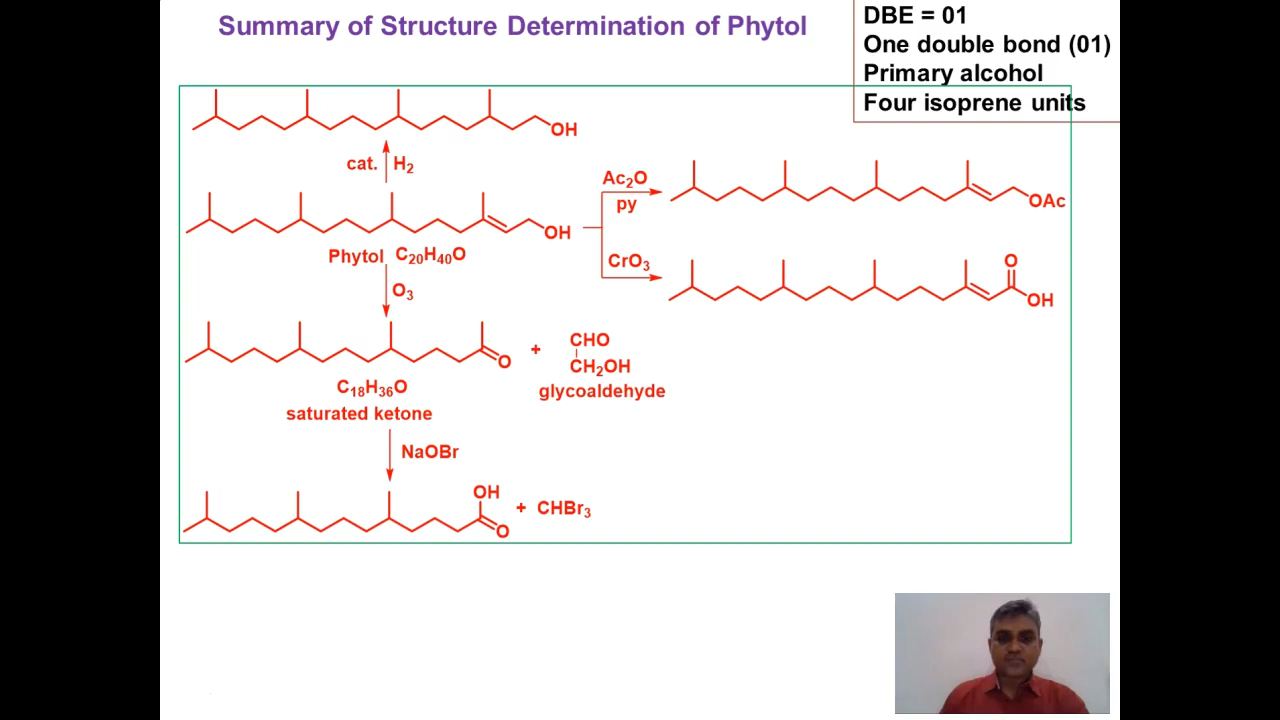 Summary of Structure Determination of Phytol
DBE = 01
One double bond (01)
Primary alcohol
Four isoprene units
OH
cat. H2
Ac2O
py
OAc
OH
Phytol C20H40O
CrO3
O
OH
O3
O
+
CHO
CH2OH
glycoaldehyde
C18H36O
saturated ketone
NaOBr
OH
O
+ CHBr3